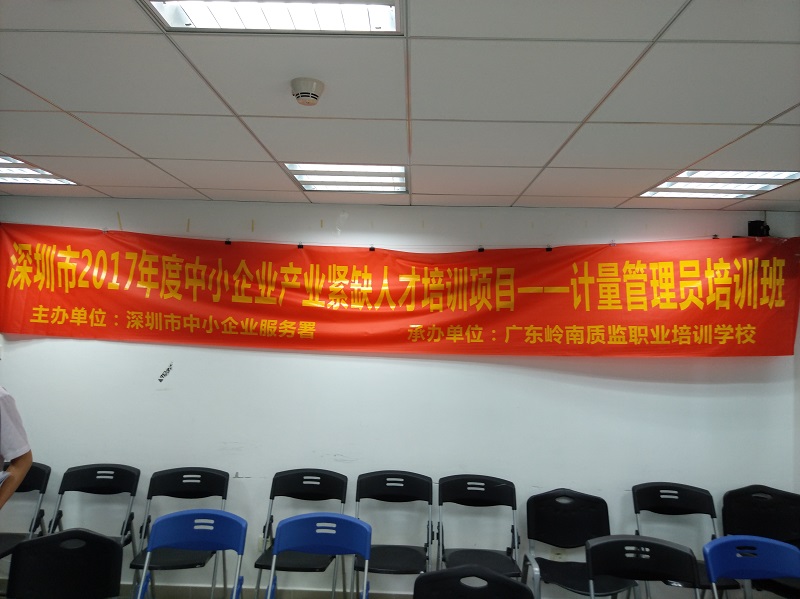 深圳市2017年度中小企业产业紧缺人才培训项目——计量管理员培训班
主办单位：深圳市中小企业服务署 承办单位：广东岭南质监职业培训学校